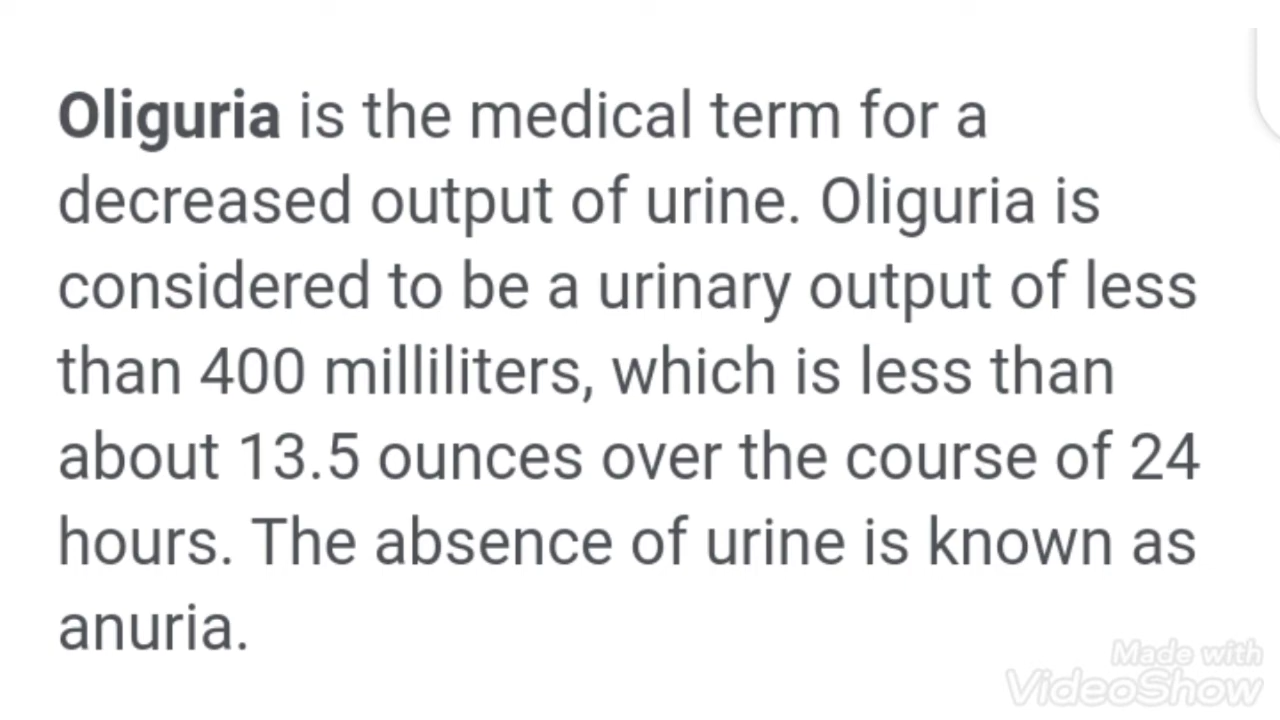 Oliguria is the medical term for a
decreased output of urine. Oliguria is
considered to be a urinary output of less
than 400 milliliters, which is less than
about 13.5 ounces over the course of 24
hours. The absence of urine is known as
anuria.
Made with
VideoShow